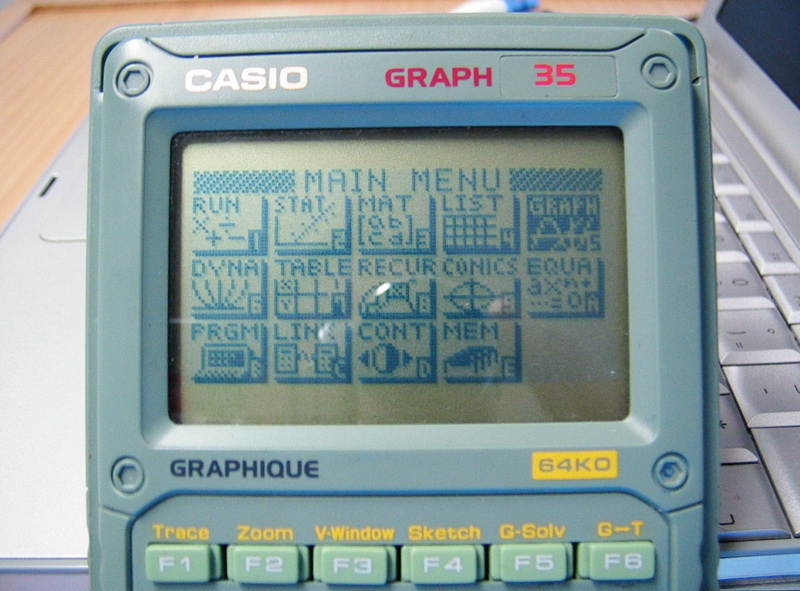 CASIO GRAPH 35
MAIN MENU
RUN STAT MAT LIST GRAPH
DYNA TABLE RECUR CONICS EQUA
PRGM LINK CONT MEM
GRAPHIQUE 64KO
Trace Zoom V-Window Sketch G-Solv G↔T
F1 F2 F3 F4 F5 F6